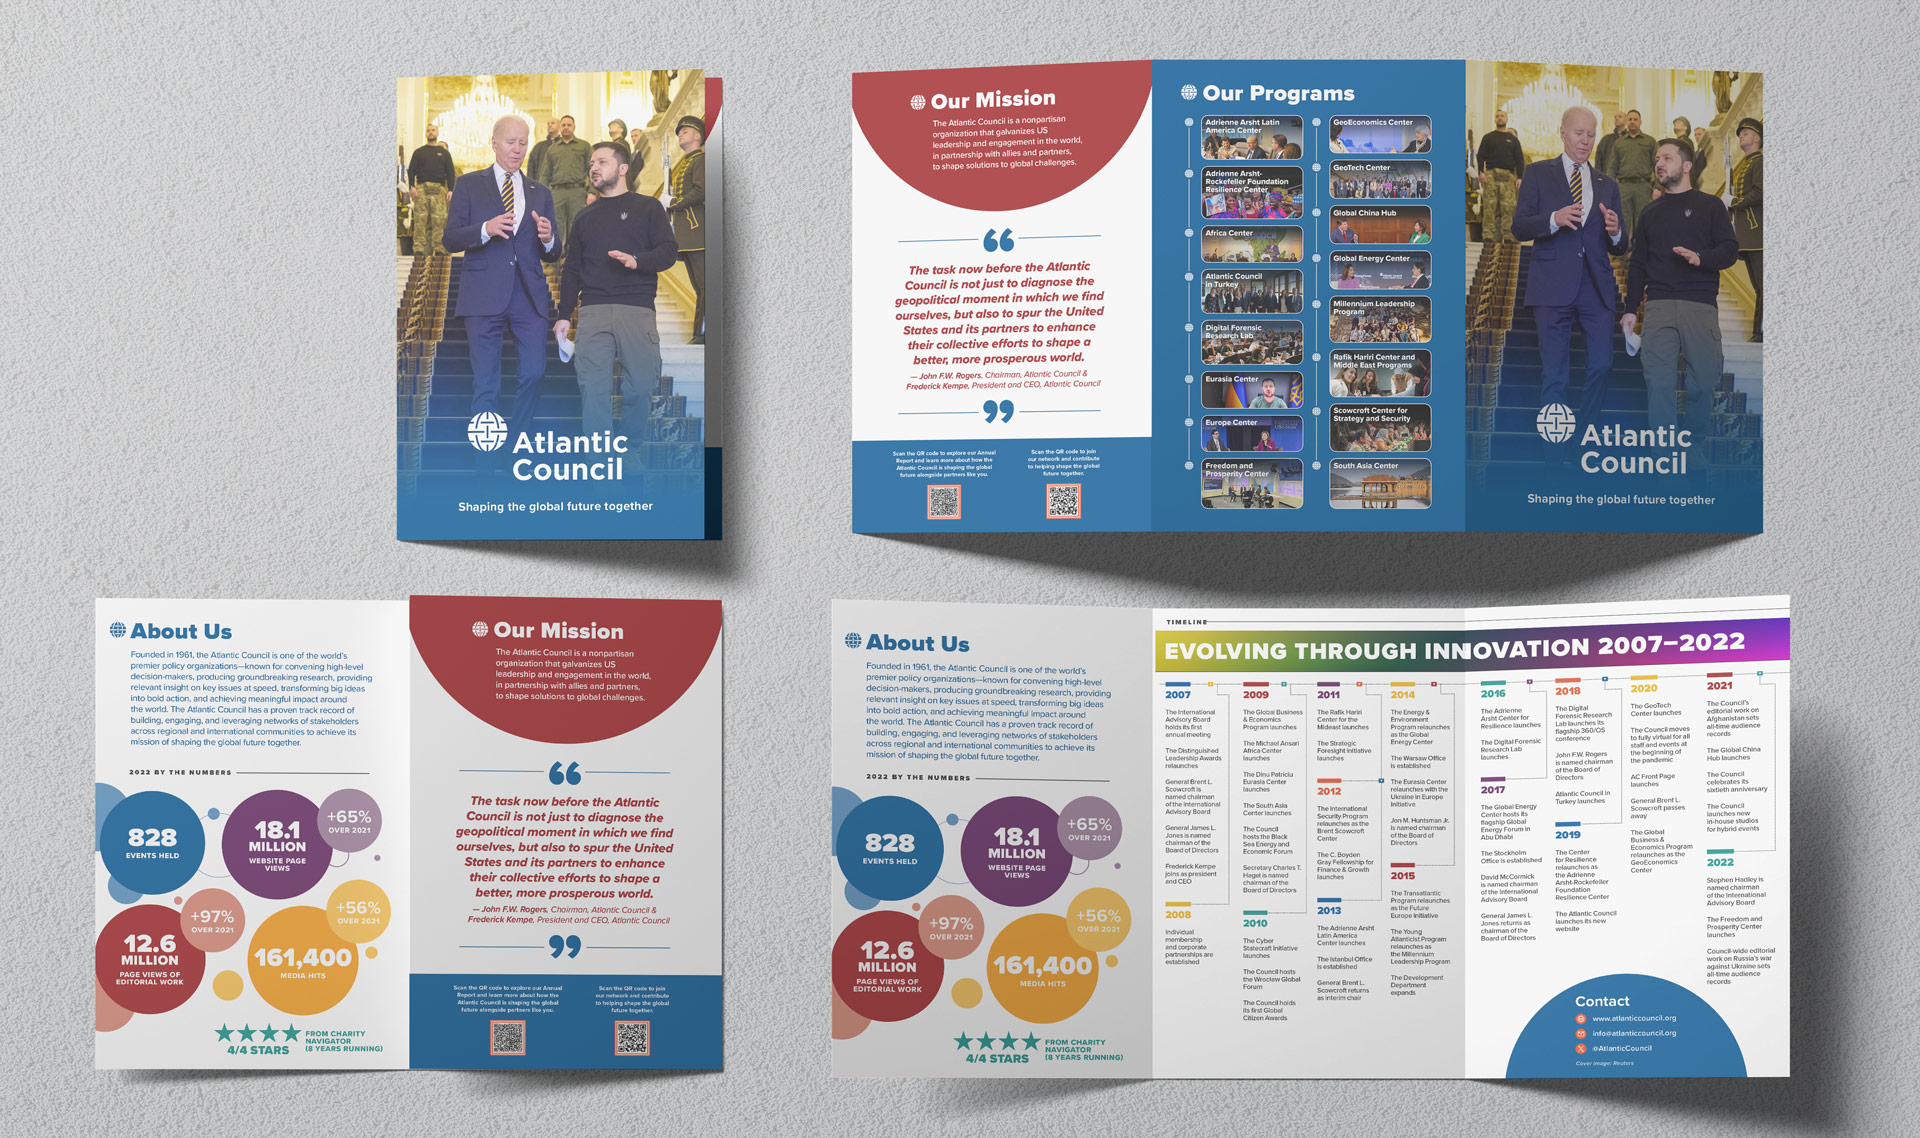 Atlantic
Council
Shaping the global future together
Our Mission
The Atlantic Council is a nonpartisan
organization that galvanizes US
leadership and engagement in the world,
in partnership with allies and partners,
to shape solutions to global challenges.
“
The task now before the Atlantic
Council is not just to diagnose the
geopolitical moment in which we find
ourselves, but also to spur the United
States and its partners to enhance
their collective efforts to shape a
better, more prosperous world.
— John F.W. Rogers, Chairman, Atlantic Council &
Frederick Kempe, President and CEO, Atlantic Council
”
Scan the QR code to explore our Annual
Report and learn more about how the
Atlantic Council is shaping the global
future alongside partners like you.
Scan the QR code to join
our network and contribute
to helping shape the global
future together.
Our Programs
Adrienne Arsht Latin
America Center
Adrienne Arsht-
Rockefeller Foundation
Resilience Center
Africa Center
Atlantic Council
in Turkey
Digital Forensic
Research Lab
Eurasia Center
Europe Center
Freedom and
Prosperity Center
GeoEconomics Center
GeoTech Center
Global China Hub
Global Energy Center
Millennium Leadership
Program
Rafik Hariri Center and
Middle East Programs
Scowcroft Center for
Strategy and Security
South Asia Center
Atlantic
Council
Shaping the global future together
About Us
Founded in 1961, the Atlantic Council is one of the world’s
premier policy organizations—known for convening high-level
decision-makers, producing groundbreaking research, providing
relevant insight on key issues at speed, transforming big ideas
into bold action, and achieving meaningful impact around
the world. The Atlantic Council has a proven track record of
building, engaging, and leveraging networks of stakeholders
across regional and international communities to achieve its
mission of shaping the global future together.
2022 BY THE NUMBERS
828
EVENTS HELD
18.1
MILLION
WEBSITE PAGE
VIEWS
+65%
OVER 2021
12.6
MILLION
PAGE VIEWS OF
EDITORIAL WORK
+97%
OVER 2021
161,400
MEDIA HITS
+56%
OVER 2021
4/4 STARS
FROM CHARITY
NAVIGATOR
(8 YEARS RUNNING)
Our Mission
The Atlantic Council is a nonpartisan
organization that galvanizes US
leadership and engagement in the world,
in partnership with allies and partners,
to shape solutions to global challenges.
“
The task now before the Atlantic
Council is not just to diagnose the
geopolitical moment in which we find
ourselves, but also to spur the United
States and its partners to enhance
their collective efforts to shape a
better, more prosperous world.
— John F.W. Rogers, Chairman, Atlantic Council &
Frederick Kempe, President and CEO, Atlantic Council
”
Scan the QR code to explore our Annual
Report and learn more about how the
Atlantic Council is shaping the global
future alongside partners like you.
Scan the QR code to join
our network and contribute
to helping shape the global
future together.
About Us
Founded in 1961, the Atlantic Council is one of the world’s
premier policy organizations—known for convening high-level
decision-makers, producing groundbreaking research, providing
relevant insight on key issues at speed, transforming big ideas
into bold action, and achieving meaningful impact around
the world. The Atlantic Council has a proven track record of
building, engaging, and leveraging networks of stakeholders
across regional and international communities to achieve its
mission of shaping the global future together.
2022 BY THE NUMBERS
828
EVENTS HELD
18.1
MILLION
WEBSITE PAGE
VIEWS
+65%
OVER 2021
12.6
MILLION
PAGE VIEWS OF
EDITORIAL WORK
+97%
OVER 2021
161,400
MEDIA HITS
+56%
OVER 2021
4/4 STARS
FROM CHARITY
NAVIGATOR
(8 YEARS RUNNING)
TIMELINE
EVOLVING THROUGH INNOVATION 2007–2022
2007
The International
Advisory Board
holds its first
annual meeting
The Distinguished
Leadership Awards
relaunches
General Brent L.
Scowcroft is
named chairman
of the International
Advisory Board
General James L.
Jones is named
chairman of the
Board of Directors
Frederick Kempe
joins as president
and CEO
2008
Individual
membership
and corporate
partnerships are
established
2009
The Global Business
& Economics
Program launches
The Michael Ansari
Africa Center
launches
The Dinu Patriciu
Eurasia Center
launches
The South Asia
Center launches
The Council
hosts the Black
Sea Energy and
Economic Forum
Secretary Charles T.
Hagel is named
chairman of the
Board of Directors
2010
The Cyber
Statecraft Initiative
launches
The Council hosts
the Wrocław Global
Forum
The Council holds
its first Global
Citizen Awards
2011
The Rafik Hariri
Center for the
Mideast launches
The Strategic
Foresight Initiative
launches
2012
The International
Security Program
relaunches as the
Brent Scowcroft
Center
The C. Boyden
Gray Fellowship for
Finance & Growth
launches
2013
The Adrienne Arsht
Latin America
Center launches
The Istanbul Office
is established
General Brent L.
Scowcroft returns
as interim chair
2014
The Energy &
Environment
Program relaunches
as the Global
Energy Center
The Warsaw Office
is established
The Eurasia Center
relaunches with the
Ukraine in Europe
Initiative
Jon M. Huntsman Jr.
is named chairman
of the Board of
Directors
2015
The Transatlantic
Program relaunches
as the Future
Europe Initiative
The Young
Atlanticist Program
relaunches as
the Millennium
Leadership Program
The Development
Department
expands
2016
The Adrienne
Arsht Center for
Resilience launches
The Digital Forensic
Research Lab
launches
2017
The Global Energy
Center hosts its
flagship Global
Energy Forum in
Abu Dhabi
The Stockholm
Office is established
David McCormick
is named chairman
of the International
Advisory Board
General James L.
Jones returns as
chairman of the
Board of Directors
2018
The Digital
Forensic Research
Lab launches its
flagship 360/OS
conference
John F.W. Rogers
is named chairman
of the Board of
Directors
Atlantic Council in
Turkey launches
2019
The Center
for Resilience
relaunches as
the Adrienne
Arsht-Rockefeller
Foundation
Resilience Center
The Atlantic Council
launches its new
website
2020
The GeoTech
Center launches
The Council moves
to fully virtual for all
staff and events at
the beginning of
the pandemic
AC Front Page
launches
General Brent L.
Scowcroft passes
away
The Global
Business &
Economics Program
relaunches as the
GeoEconomics
Center
2021
The Council’s
editorial work on
Afghanistan sets
all-time audience
records
The Global China
Hub launches
The Council
celebrates its
sixtieth anniversary
The Council
launches new
in-house studios
for hybrid events
2022
Stephen Hadley is
named chairman
of the International
Advisory Board
The Freedom and
Prosperity Center
launches
Council-wide editorial
work on Russia’s war
against Ukraine sets
all-time audience
records
Contact
www.atlanticcouncil.org
info@atlanticcouncil.org
@AtlanticCouncil
Cover image: Reuters